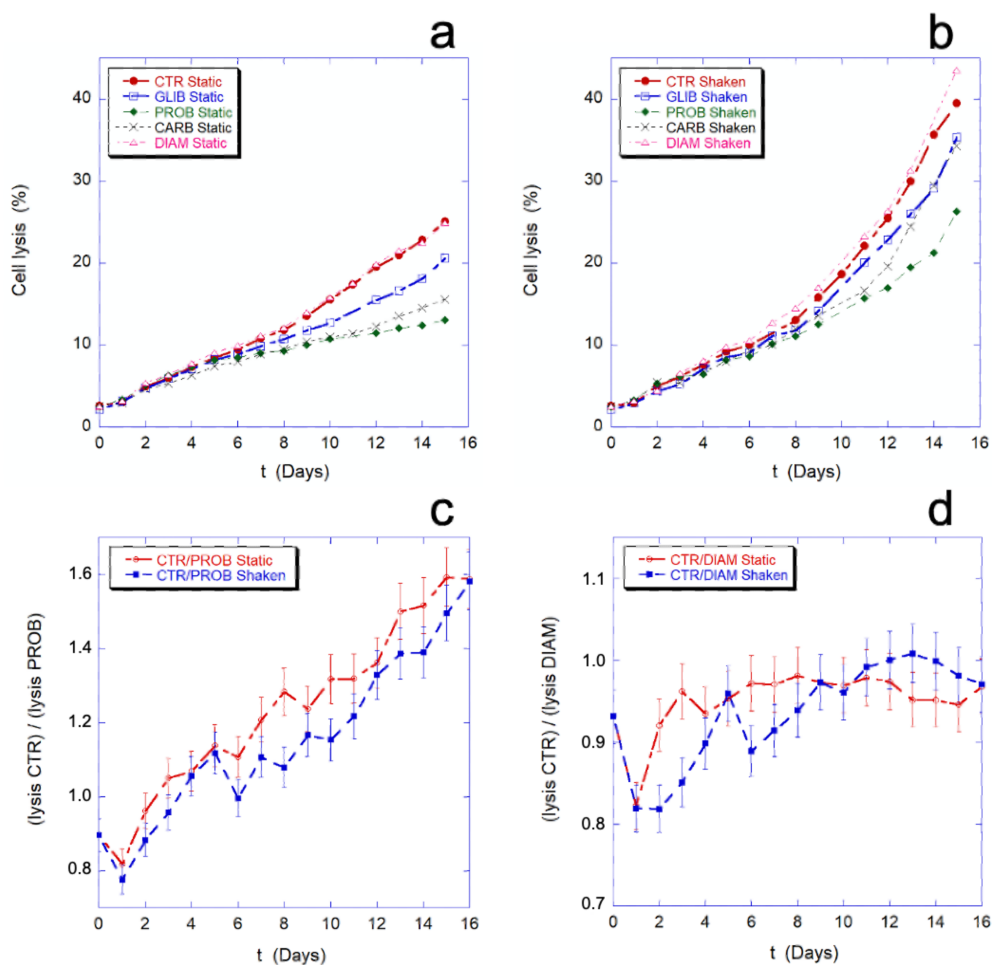 a
CTR Static
GLIB Static
PROB Static
CARB Static
DIAM Static
40
30
20
10
0
Cell lysis (%)
0 2 4 6 8 10 12 14 16
t (Days)
b
CTR Shaken
GLIB Shaken
PROB Shaken
CARB Shaken
DIAM Shaken
40
30
20
10
0
Cell lysis (%)
0 2 4 6 8 10 12 14 16
t (Days)
c
CTR/PROB Static
CTR/PROB Shaken
1.6
1.4
1.2
1.0
0.8
(lysis CTR) / (lysis PROB)
0 2 4 6 8 10 12 14 16
t (Days)
d
CTR/DIAM Static
CTR/DIAM Shaken
1.1
1.0
0.9
0.8
0.7
(lysis CTR) / (lysis DIAM)
0 2 4 6 8 10 12 14 16
t (Days)